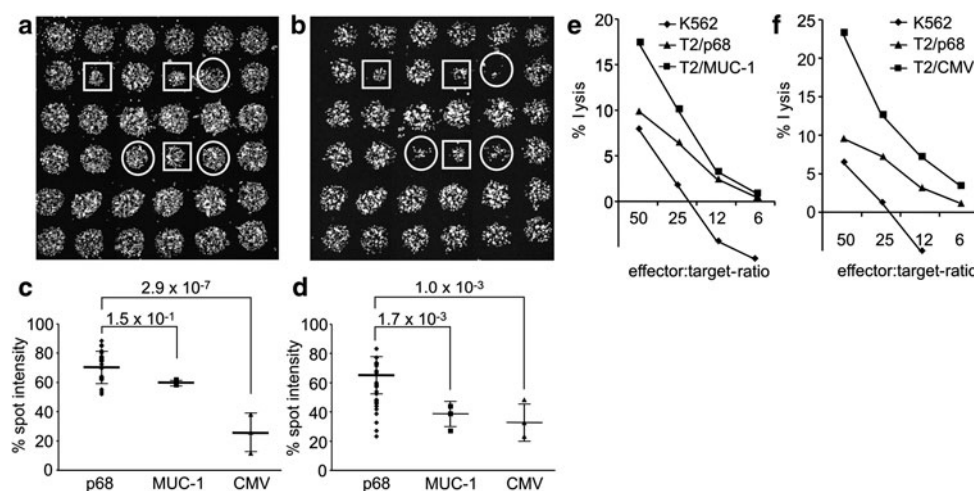 a
b
e
f
% lysis
20
15
10
5
0
50
25
12
6
effector:target-ratio
K562
T2/p68
T2/MUC-1
% lysis
25
20
15
10
5
0
50
25
12
6
effector:target-ratio
K562
T2/p68
T2/CMV
c
2.9 x 10-7
1.5 x 10-1
% spot intensity
100
80
60
40
20
0
p68
MUC-1
CMV
d
1.0 x 10-3
1.7 x 10-3
% spot intensity
100
80
60
40
20
0
p68
MUC-1
CMV